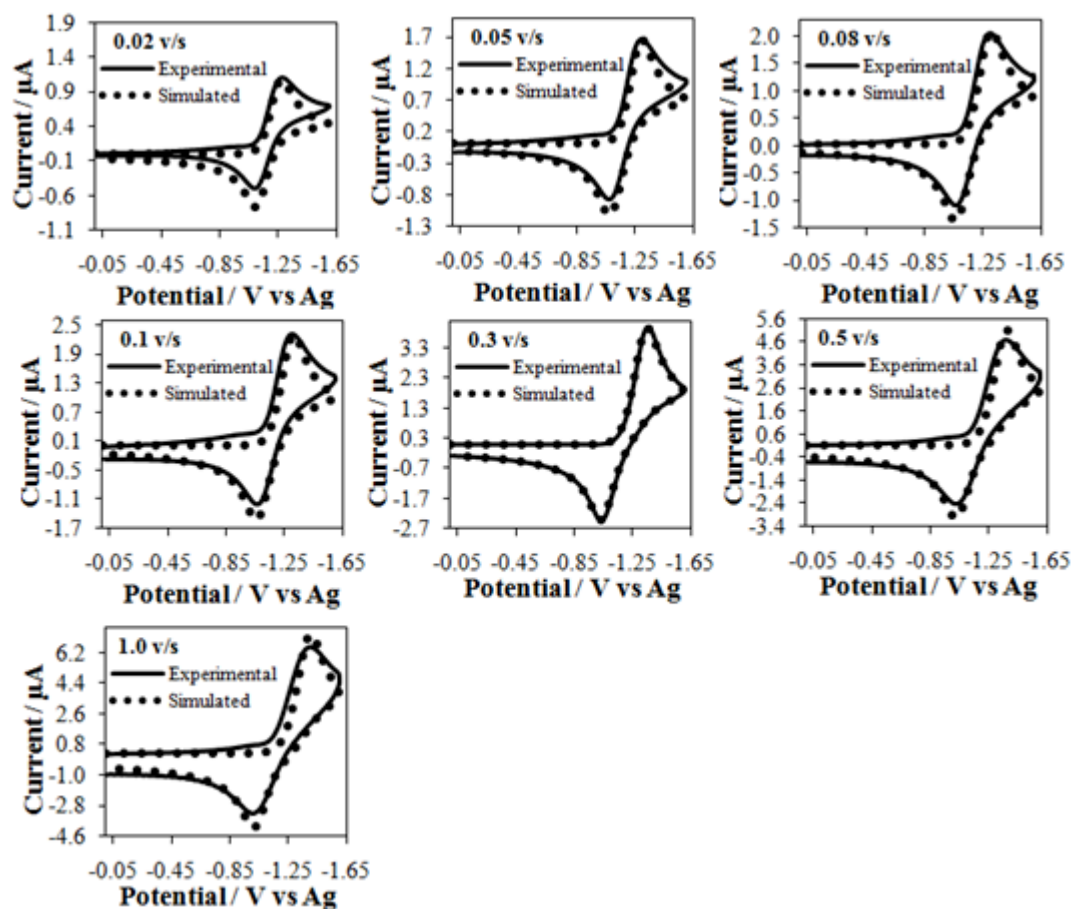 0.02 v/s
Experimental
Simulated
Current / µA
1.9
1.4
0.9
0.4
-0.1
-0.6
-1.1
-0.05 -0.45 -0.85 -1.25 -1.65
Potential / V vs Ag
0.05 v/s
Experimental
Simulated
Current / µA
1.7
1.2
0.7
0.2
-0.3
-0.8
-1.3
-0.05 -0.45 -0.85 -1.25 -1.65
Potential / V vs Ag
0.08 v/s
Experimental
Simulated
Current / µA
2.0
1.5
1.0
0.5
0.0
-0.5
-1.0
-1.5
-0.05 -0.45 -0.85 -1.25 -1.65
Potential / V vs Ag
0.1 v/s
Experimental
Simulated
Current / µA
2.5
1.9
1.3
0.7
0.1
-0.5
-1.1
-1.7
-0.05 -0.45 -0.85 -1.25 -1.65
Potential / V vs Ag
0.3 v/s
Experimental
Simulated
Current / µA
3.3
2.3
1.3
0.3
-0.7
-1.7
-2.7
-0.05 -0.45 -0.85 -1.25 -1.65
Potential / V vs Ag
0.5 v/s
Experimental
Simulated
Current / µA
5.6
4.6
3.6
2.6
1.6
0.6
-0.4
-1.4
-2.4
-3.4
-0.05 -0.45 -0.85 -1.25 -1.65
Potential / V vs Ag
1.0 v/s
Experimental
Simulated
Current / µA
6.2
4.4
2.6
0.8
-1.0
-2.8
-4.6
-0.05 -0.45 -0.85 -1.25 -1.65
Potential / V vs Ag